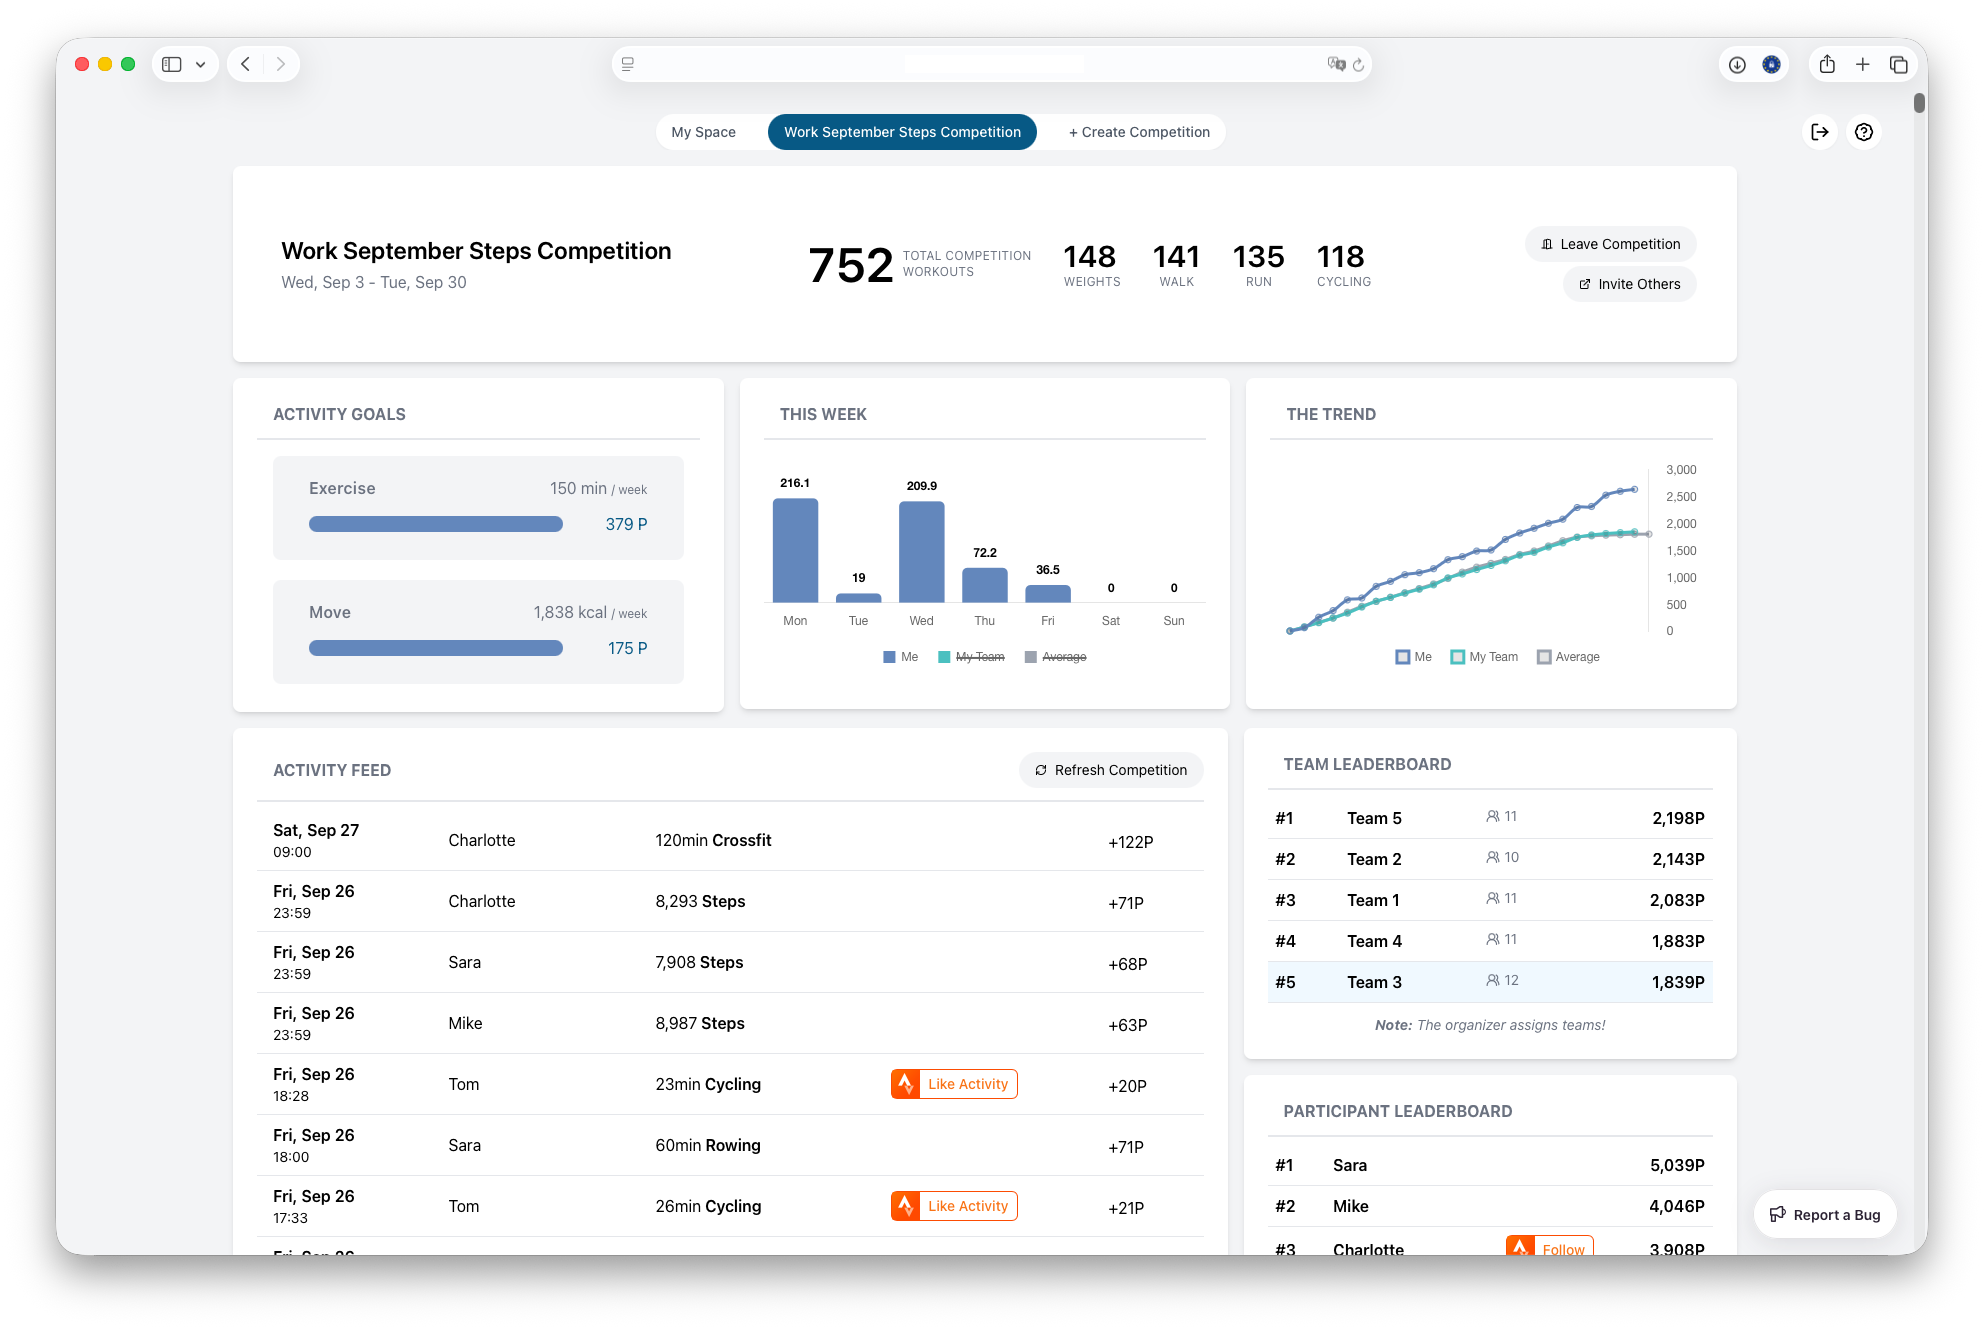 My Space
Work September Steps Competition
+ Create Competition
Work September Steps Competition
Wed, Sep 3 - Tue, Sep 30
752
TOTAL COMPETITION
WORKOUTS
148
WEIGHTS
141
WALK
135
RUN
118
CYCLING
Leave Competition
Invite Others
ACTIVITY GOALS
Exercise
150 min / week
379 P
Move
1,838 kcal / week
175 P
THIS WEEK
216.1
19
209.9
72.2
36.5
0
0
Mon Tue Wed Thu Fri Sat Sun
Me My Team Average
THE TREND
3,000
2,500
2,000
1,500
1,000
500
0
Me My Team Average
ACTIVITY FEED
Refresh Competition
Sat, Sep 27
09:00
Charlotte
120min Crossfit
+122P
Fri, Sep 26
23:59
Charlotte
8,293 Steps
+71P
Fri, Sep 26
23:59
Sara
7,908 Steps
+68P
Fri, Sep 26
23:59
Mike
8,987 Steps
+63P
Fri, Sep 26
18:28
Tom
23min Cycling
Like Activity
+20P
Fri, Sep 26
18:00
Sara
60min Rowing
+71P
Fri, Sep 26
17:33
Tom
26min Cycling
Like Activity
+21P
Fri, Sep 26
TEAM LEADERBOARD
#1 Team 5 11 2,198P
#2 Team 2 10 2,143P
#3 Team 1 11 2,083P
#4 Team 4 11 1,883P
#5 Team 3 12 1,839P
Note: The organizer assigns teams!
PARTICIPANT LEADERBOARD
#1 Sara 5,039P
#2 Mike 4,046P
#3 Charlotte Follow 3,908P
Report a Bug